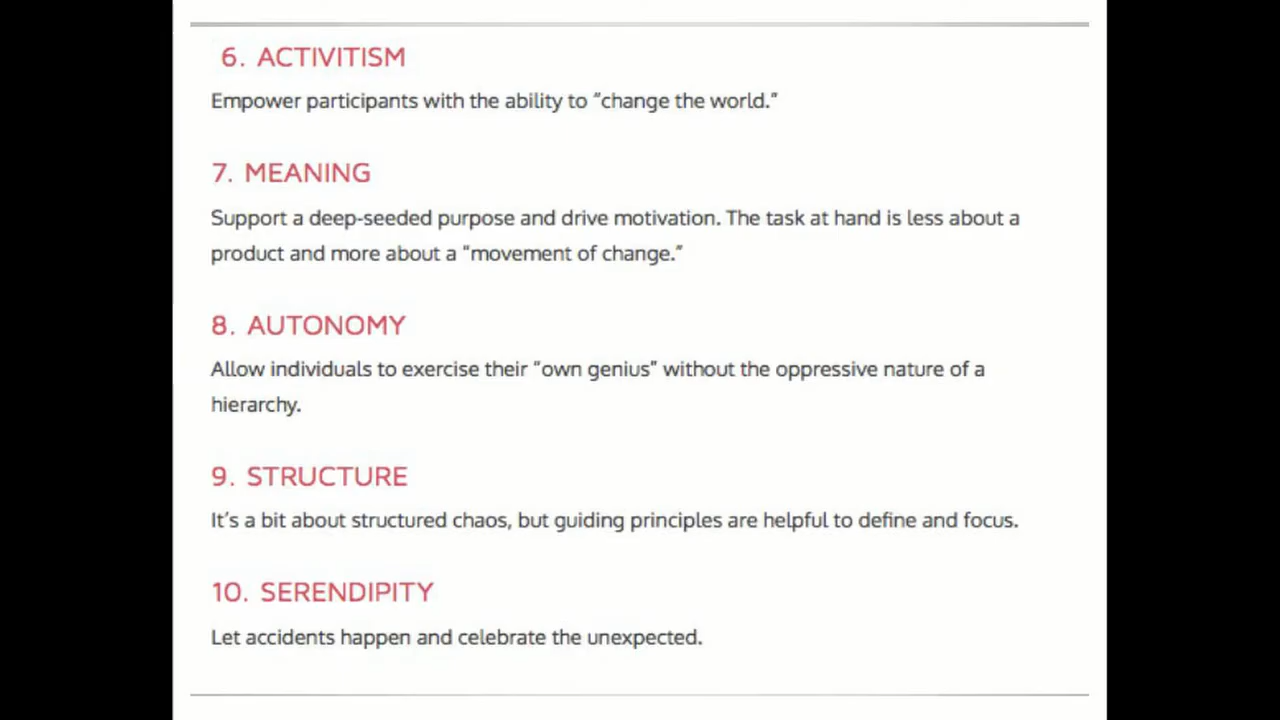 6. ACTIVITISM
Empower participants with the ability to “change the world.”
7. MEANING
Support a deep-seeded purpose and drive motivation. The task at hand is less about a
product and more about a “movement of change.”
8. AUTONOMY
Allow individuals to exercise their “own genius” without the oppressive nature of a
hierarchy.
9. STRUCTURE
It’s a bit about structured chaos, but guiding principles are helpful to define and focus.
10. SERENDIPITY
Let accidents happen and celebrate the unexpected.